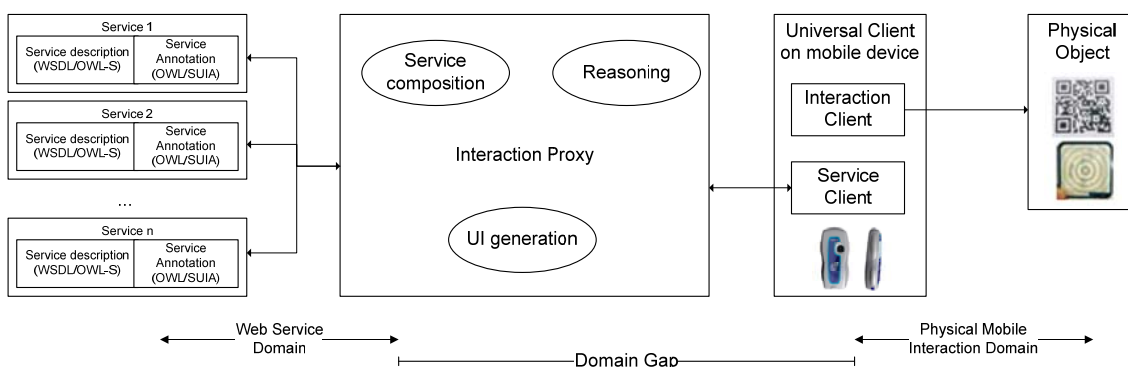 Service 1
Service description
(WSDL/OWL-S)
Service
Annotation
(OWL/SUIA)
Service 2
Service description
(WSDL/OWL-S)
Service
Annotation
(OWL/SUIA)
...
Service n
Service description
(WSDL/OWL-S)
Service
Annotation
(OWL/SUIA)
Service
composition
Reasoning
Interaction Proxy
UI generation
Universal Client
on mobile device
Interaction
Client
Service
Client
Physical
Object
Web Service
Domain
Domain Gap
Physical Mobile
Interaction Domain